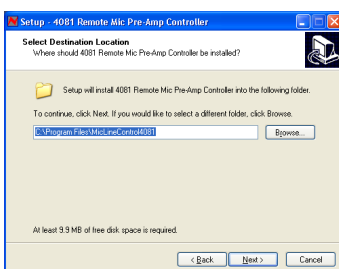 Setup - 4081 Remote Mic Pre-Amp Controller
Select Destination Location
Where should 4081 Remote Mic Pre-Amp Controller be installed?
Setup will install 4081 Remote Mic Pre-Amp Controller into the following folder.
To continue, click Next. If you would like to select a different folder, click Browse.
C:\Program Files\MicLineControl4081
Browse...
At least 9.9 MB of free disk space is required.
< Back
Next >
Cancel